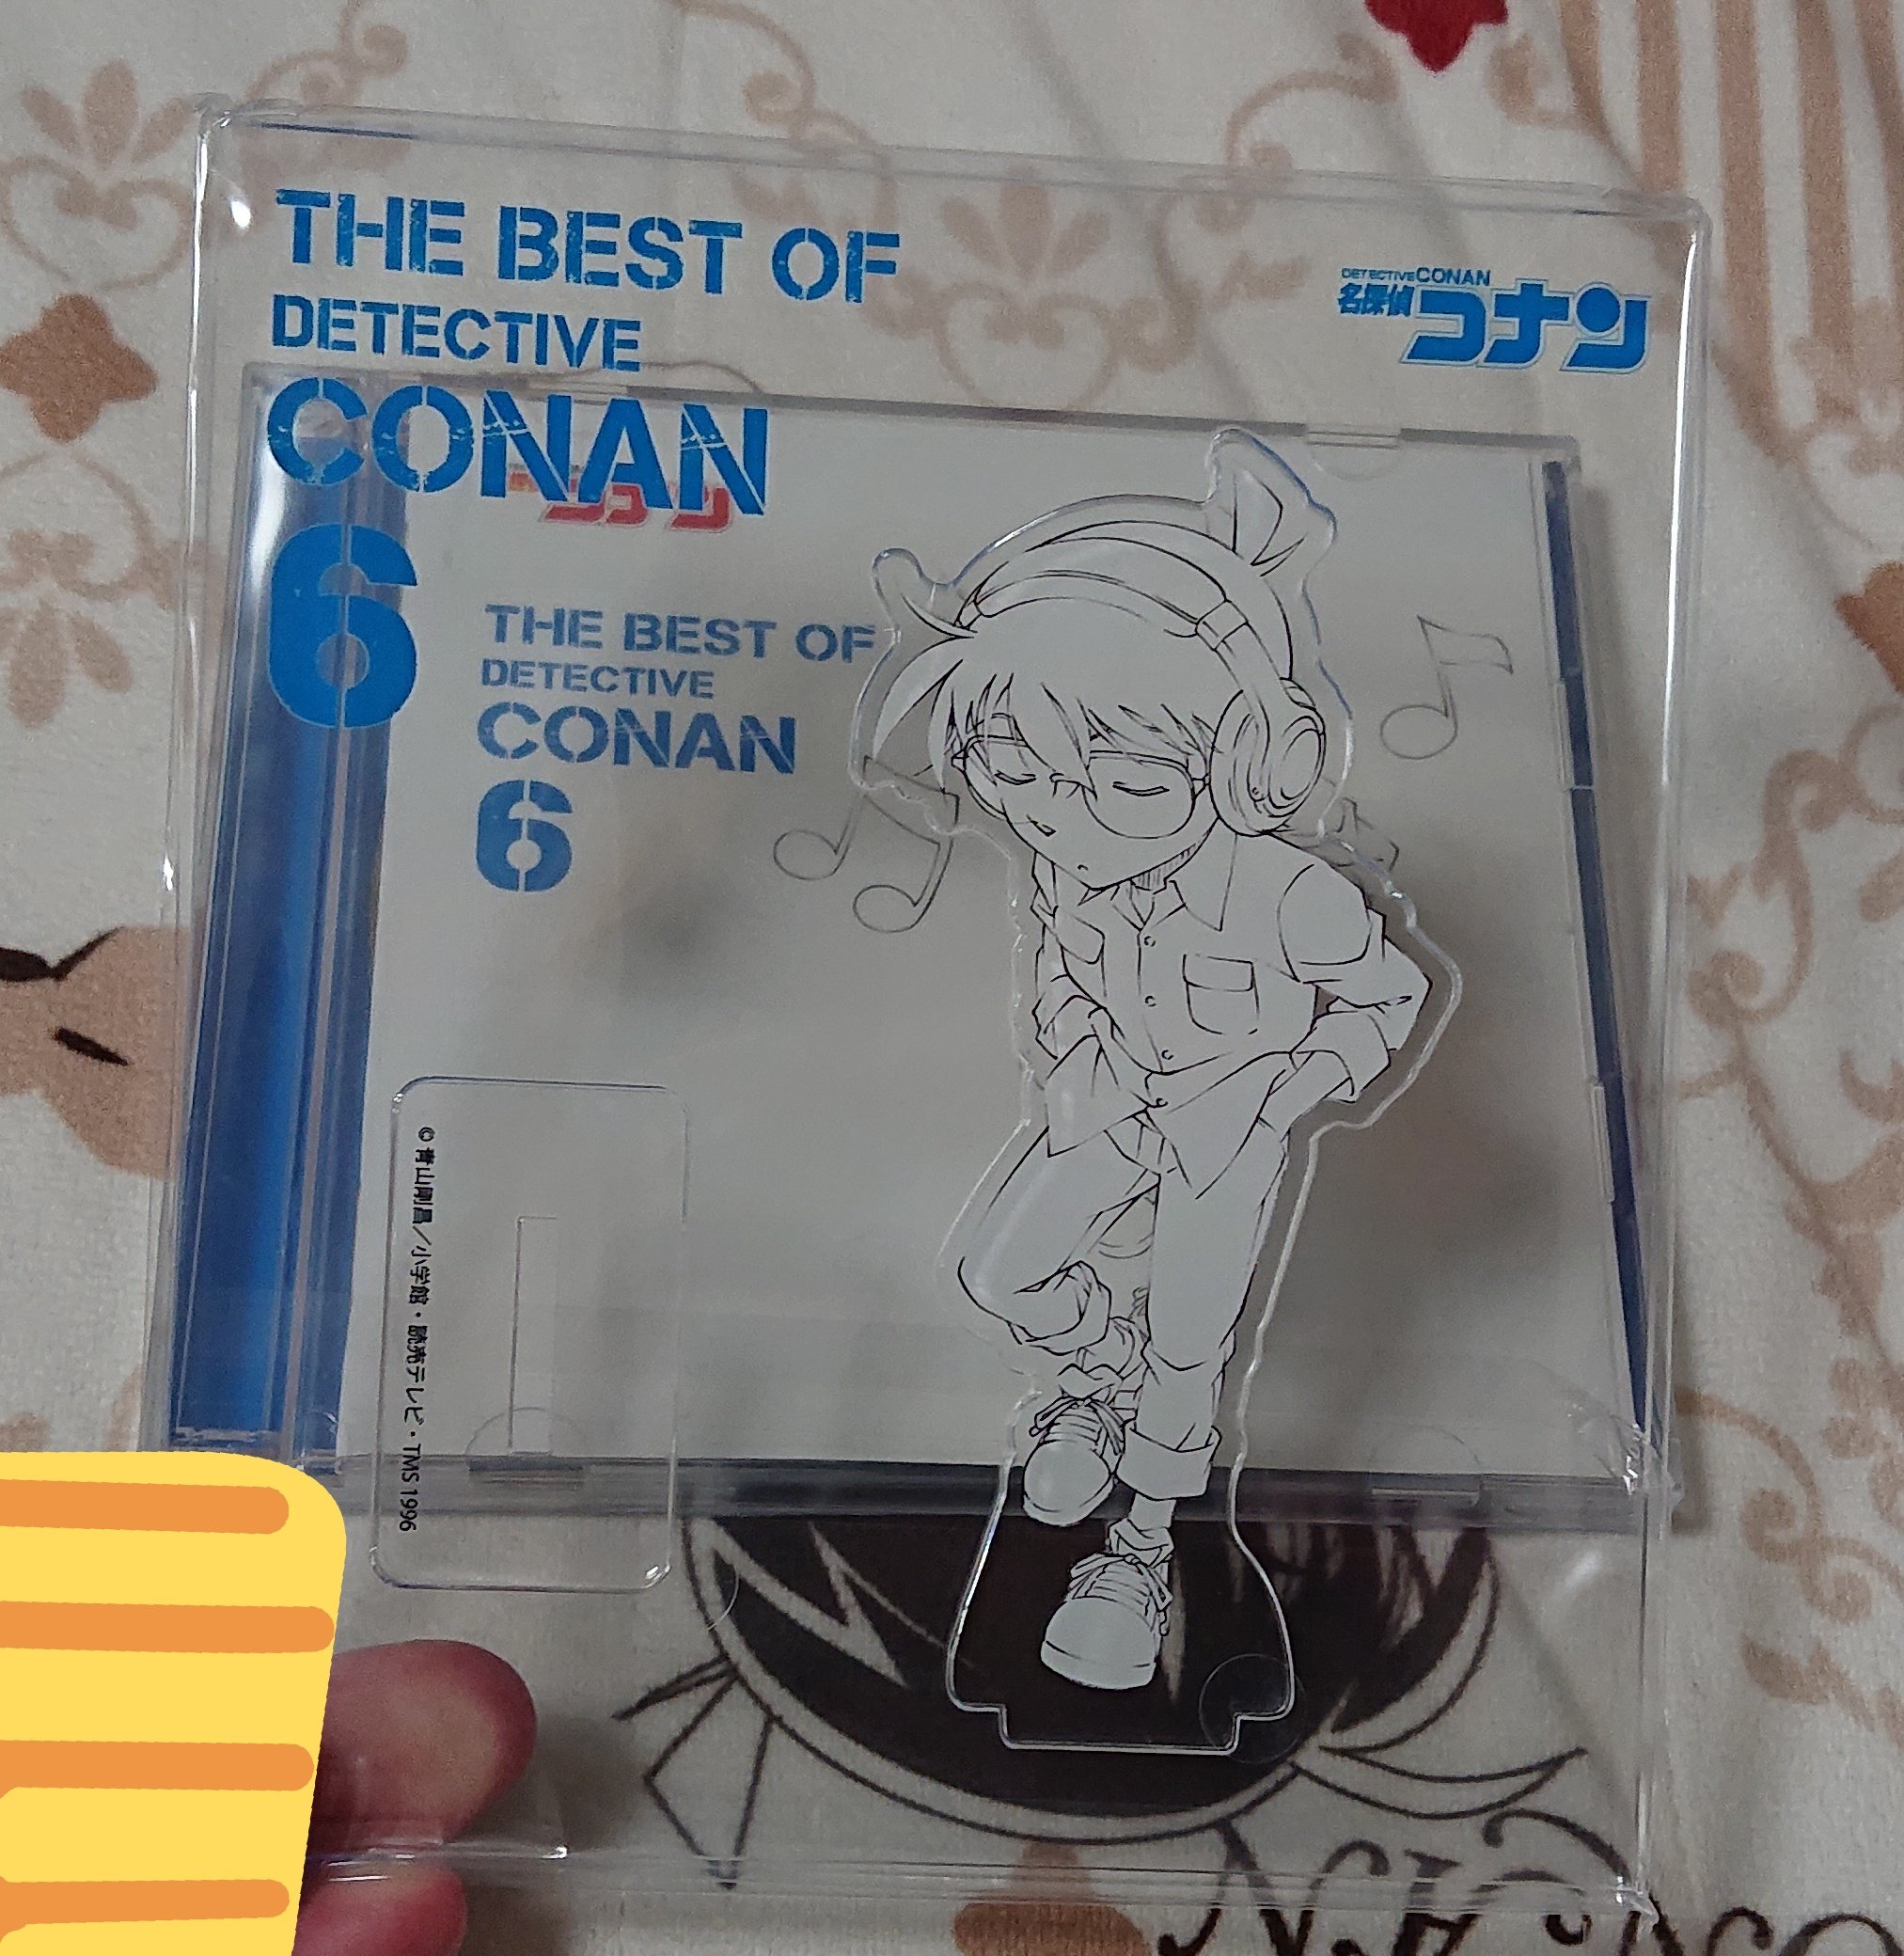 THE BEST OF
DETECTIVE
CONAN
6
DETECTIVE CONAN
名探偵コナン
THE BEST OF
DETECTIVE
CONAN
6
© 青山剛昌／小学館・読売テレビ・TMS 1996